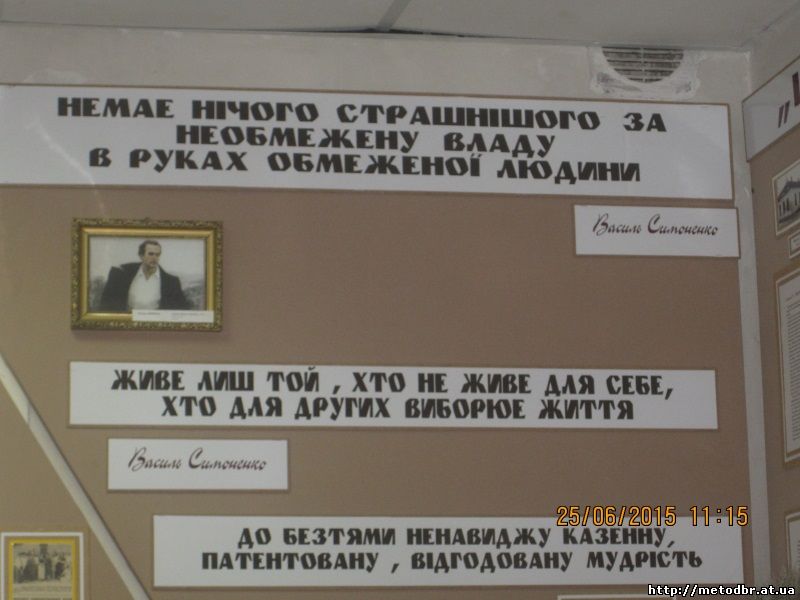 НЕМАЕ НІЧОГО СТРАШНІШОГО ЗА
НЕОБМЕЖЕНУ ВЛАДУ
В РУКАХ ОБМЕЖЕНОЇ ЛЮДИНИ
Василь Симоненко
ЖИВЕ ЛИШ ТОЙ , ХТО НЕ ЖИВЕ ДЛЯ СЕБЕ,
ХТО ДЛЯ ДРУГИХ ВИБОРЮЄ ЖИТТЯ
Василь Симоненко
25/06/2015 11:15
ДО БЕЗТЯМИ НЕНАВИДЖУ КАЗЕННУ,
ПАТЕНТОВАНУ , ВІДГОДОВАНУ МУДРІСТЬ
http://metodbr.at.ua